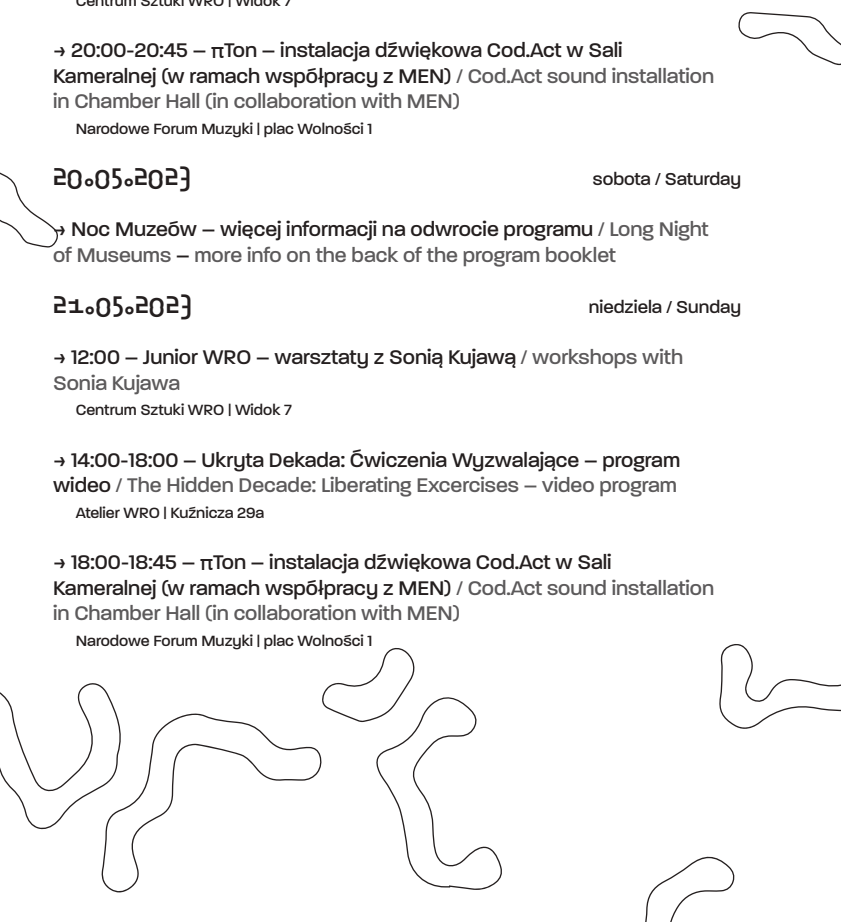 Centrum Sztuki WRO | Widok 7
→ 20:00-20:45 – πTon – instalacja dźwiękowa Cod.Act w Sali
Kameralnej (w ramach współpracy z MEN) / Cod.Act sound installation
in Chamber Hall (in collaboration with MEN)
Narodowe Forum Muzyki | plac Wolności 1
20.05.2023 sobota / Saturday
→ Noc Muzeów – więcej informacji na odwrocie programu / Long Night
of Museums – more info on the back of the program booklet
21.05.2023 niedziela / Sunday
→ 12:00 – Junior WRO – warsztaty z Sonią Kujawą / workshops with
Sonia Kujawa
Centrum Sztuki WRO | Widok 7
→ 14:00-18:00 – Ukryta Dekada: Ćwiczenia Wyzwalające – program
wideo / The Hidden Decade: Liberating Excercises – video program
Atelier WRO | Kuźnicza 29a
→ 18:00-18:45 – πTon – instalacja dźwiękowa Cod.Act w Sali
Kameralnej (w ramach współpracy z MEN) / Cod.Act sound installation
in Chamber Hall (in collaboration with MEN)
Narodowe Forum Muzyki | plac Wolności 1